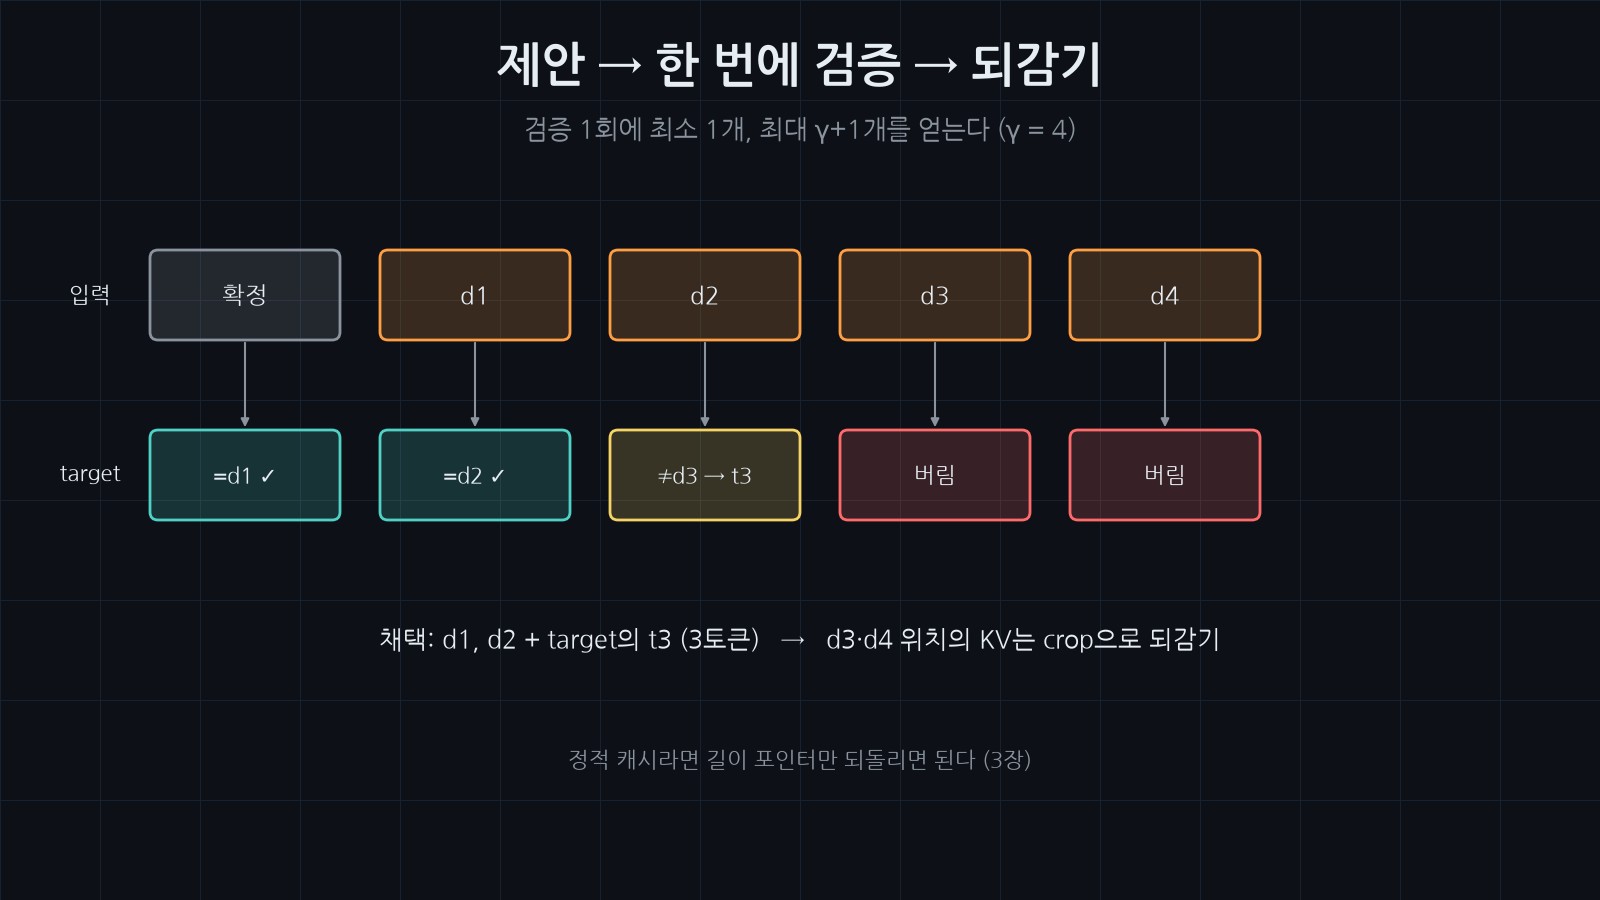 제안 → 한 번에 검증 → 되감기
검증 1회에 최소 1개, 최대 γ+1개를 얻는다 (γ = 4)
입력 확정 d1 d2 d3 d4
target =d1 ✓ =d2 ✓ ≠d3 → t3 버림 버림
채택: d1, d2 + target의 t3 (3토큰) → d3·d4 위치의 KV는 crop으로 되감기
정적 캐시라면 길이 포인터만 되돌리면 된다 (3장)